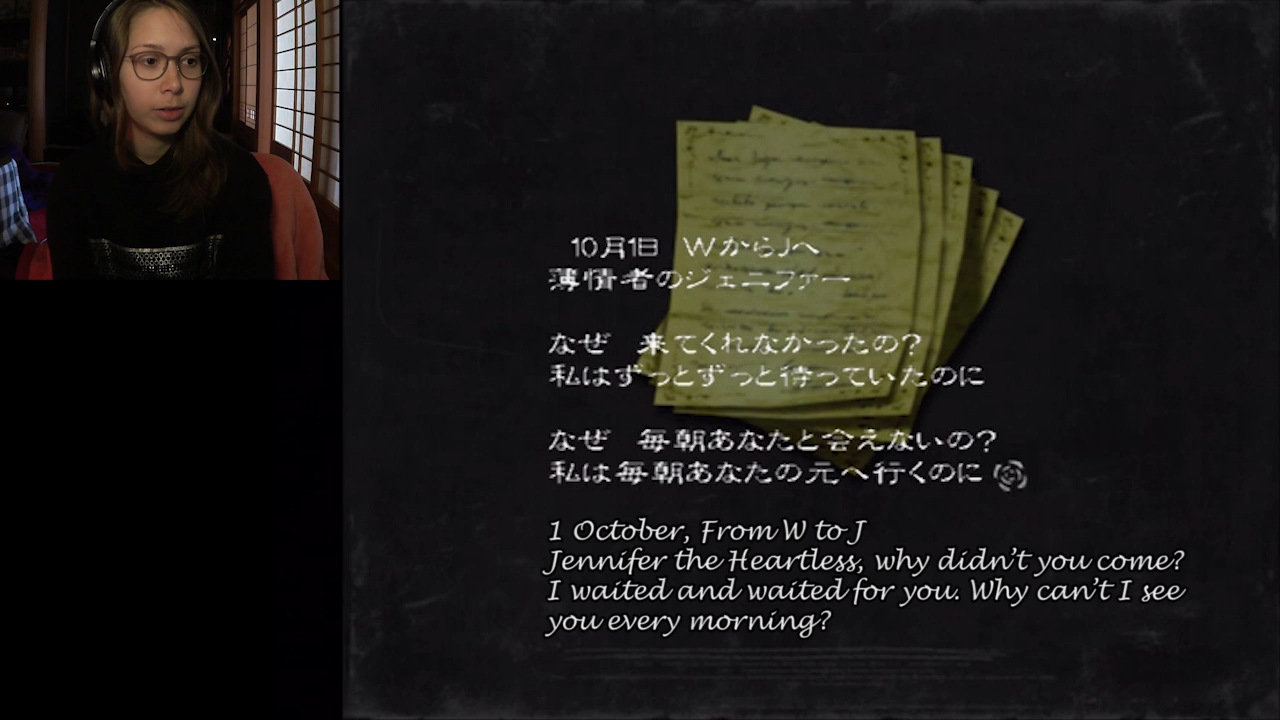 10月1日 WからJへ
薄情者のジェニファー
なぜ 来てくれなかったの？
私はずっとずっと待っていたのに
なぜ 毎朝あなたと会えないの？
私は毎朝あなたの元へ行くのに
1 October, From W to J
Jennifer the Heartless, why didn't you come?
I waited and waited for you. Why can't I see
you every morning?